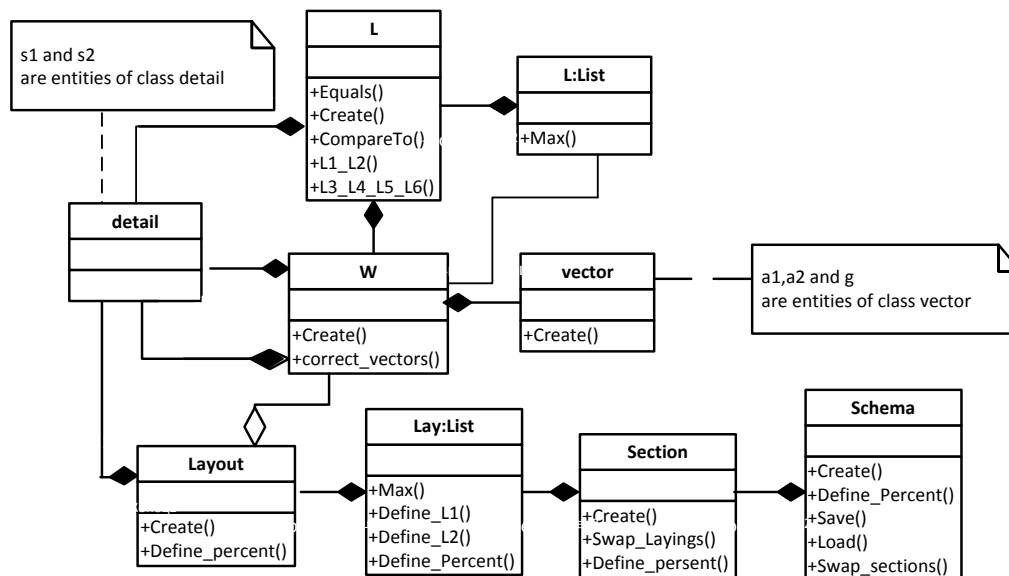 s1 and s2
are entities of class detail
L
+Equals()
+Create()
+CompareTo()
+L1_L2()
+L3_L4_L5_L6()
L:List
+Max()
detail
W
+Create()
+correct_vectors()
vector
+Create()
a1,a2 and g
are entities of class vector
Layout
+Create()
+Define_percent()
Lay:List
+Max()
+Define_L1()
+Define_L2()
+Define_Percent()
Section
+Create()
+Swap_Layings()
+Define_persent()
Schema
+Create()
+Define_Percent()
+Save()
+Load()
+Swap_sections()